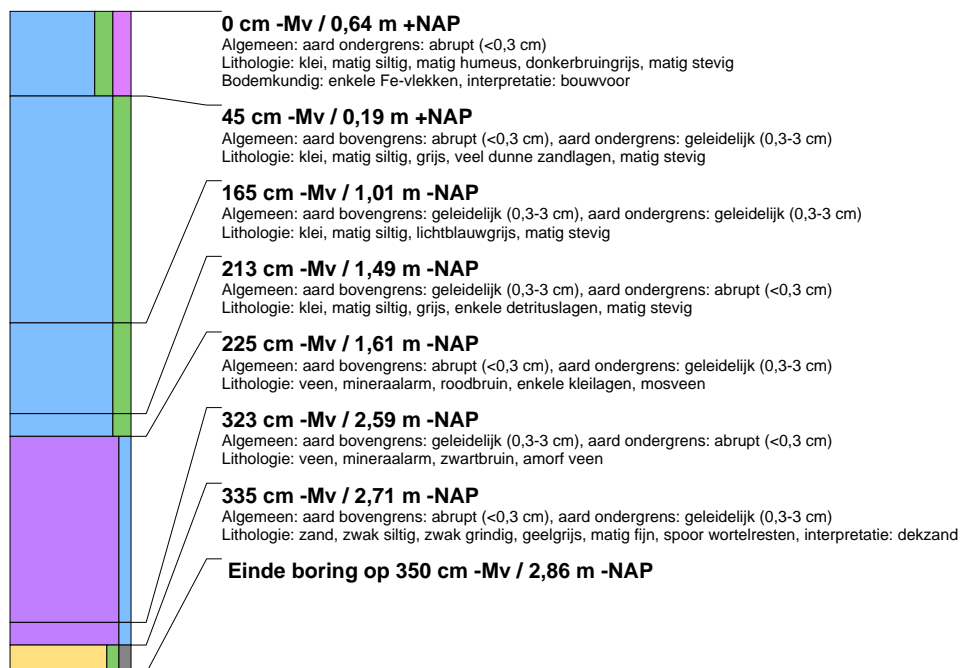 0 cm -Mv / 0,64 m +NAP
Algemeen: aard ondergrens: abrupt (<0,3 cm)
Lithologie: klei, matig siltig, matig humeus, donkerbruingrijs, matig stevig
Bodemkundig: enkele Fe-vlekken, interpretatie: bouwvoor
45 cm -Mv / 0,19 m +NAP
Algemeen: aard bovengrens: abrupt (<0,3 cm), aard ondergrens: geleidelijk (0,3-3 cm)
Lithologie: klei, matig siltig, grijs, veel dunne zandlagen, matig stevig
165 cm -Mv / 1,01 m -NAP
Algemeen: aard bovengrens: geleidelijk (0,3-3 cm), aard ondergrens: geleidelijk (0,3-3 cm)
Lithologie: klei, matig siltig, lichtblauwgrijs, matig stevig
213 cm -Mv / 1,49 m -NAP
Algemeen: aard bovengrens: geleidelijk (0,3-3 cm), aard ondergrens: abrupt (<0,3 cm)
Lithologie: klei, matig siltig, grijs, enkele detrituslagen, matig stevig
225 cm -Mv / 1,61 m -NAP
Algemeen: aard bovengrens: abrupt (<0,3 cm), aard ondergrens: geleidelijk (0,3-3 cm)
Lithologie: veen, mineraalarm, roodbruin, enkele kleilagen, mosveen
323 cm -Mv / 2,59 m -NAP
Algemeen: aard bovengrens: geleidelijk (0,3-3 cm), aard ondergrens: abrupt (<0,3 cm)
Lithologie: veen, mineraalarm, zwartbruin, amorf veen
335 cm -Mv / 2,71 m -NAP
Algemeen: aard bovengrens: abrupt (<0,3 cm), aard ondergrens: geleidelijk (0,3-3 cm)
Lithologie: zand, zwak siltig, zwak grindig, geelgrijs, matig fijn, spoor wortelresten, interpretatie: dekzand
Einde boring op 350 cm -Mv / 2,86 m -NAP